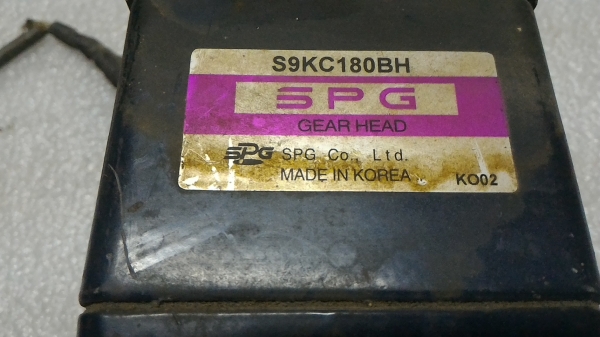 S9KC180BH
SPG
GEAR HEAD
SPG SPG Co., Ltd.
MADE IN KOREA
KO02